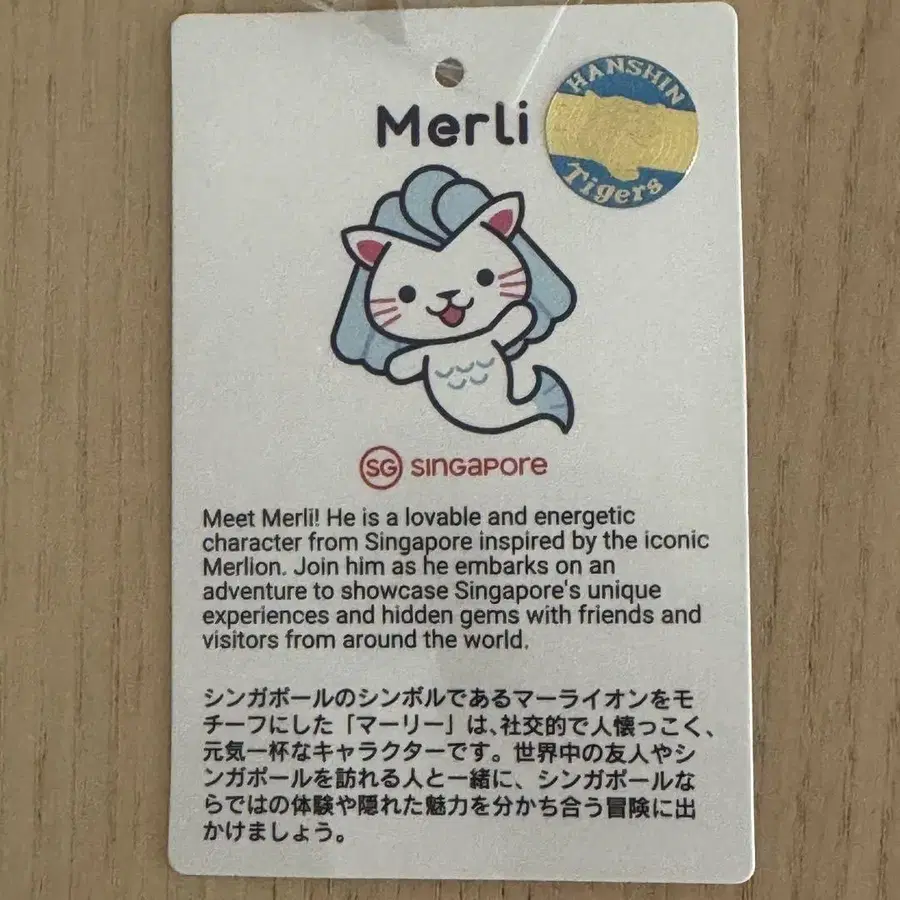 Merli
HANSHIN
Tigers
SG SINGAPORE
Meet Merli! He is a lovable and energetic
character from Singapore inspired by the iconic
Merlion. Join him as he embarks on an
adventure to showcase Singapore's unique
experiences and hidden gems with friends and
visitors from around the world.
シンガポールのシンボルであるマーライオンをモ
チーフにした「マーリー」は、社交的で人懐っこく、
元気一杯なキャラクターです。世界中の友人やシ
ンガポールを訪れる人と一緒に、シンガポールな
らではの体験や隠れた魅力を分かち合う冒険に出
かけましょう。